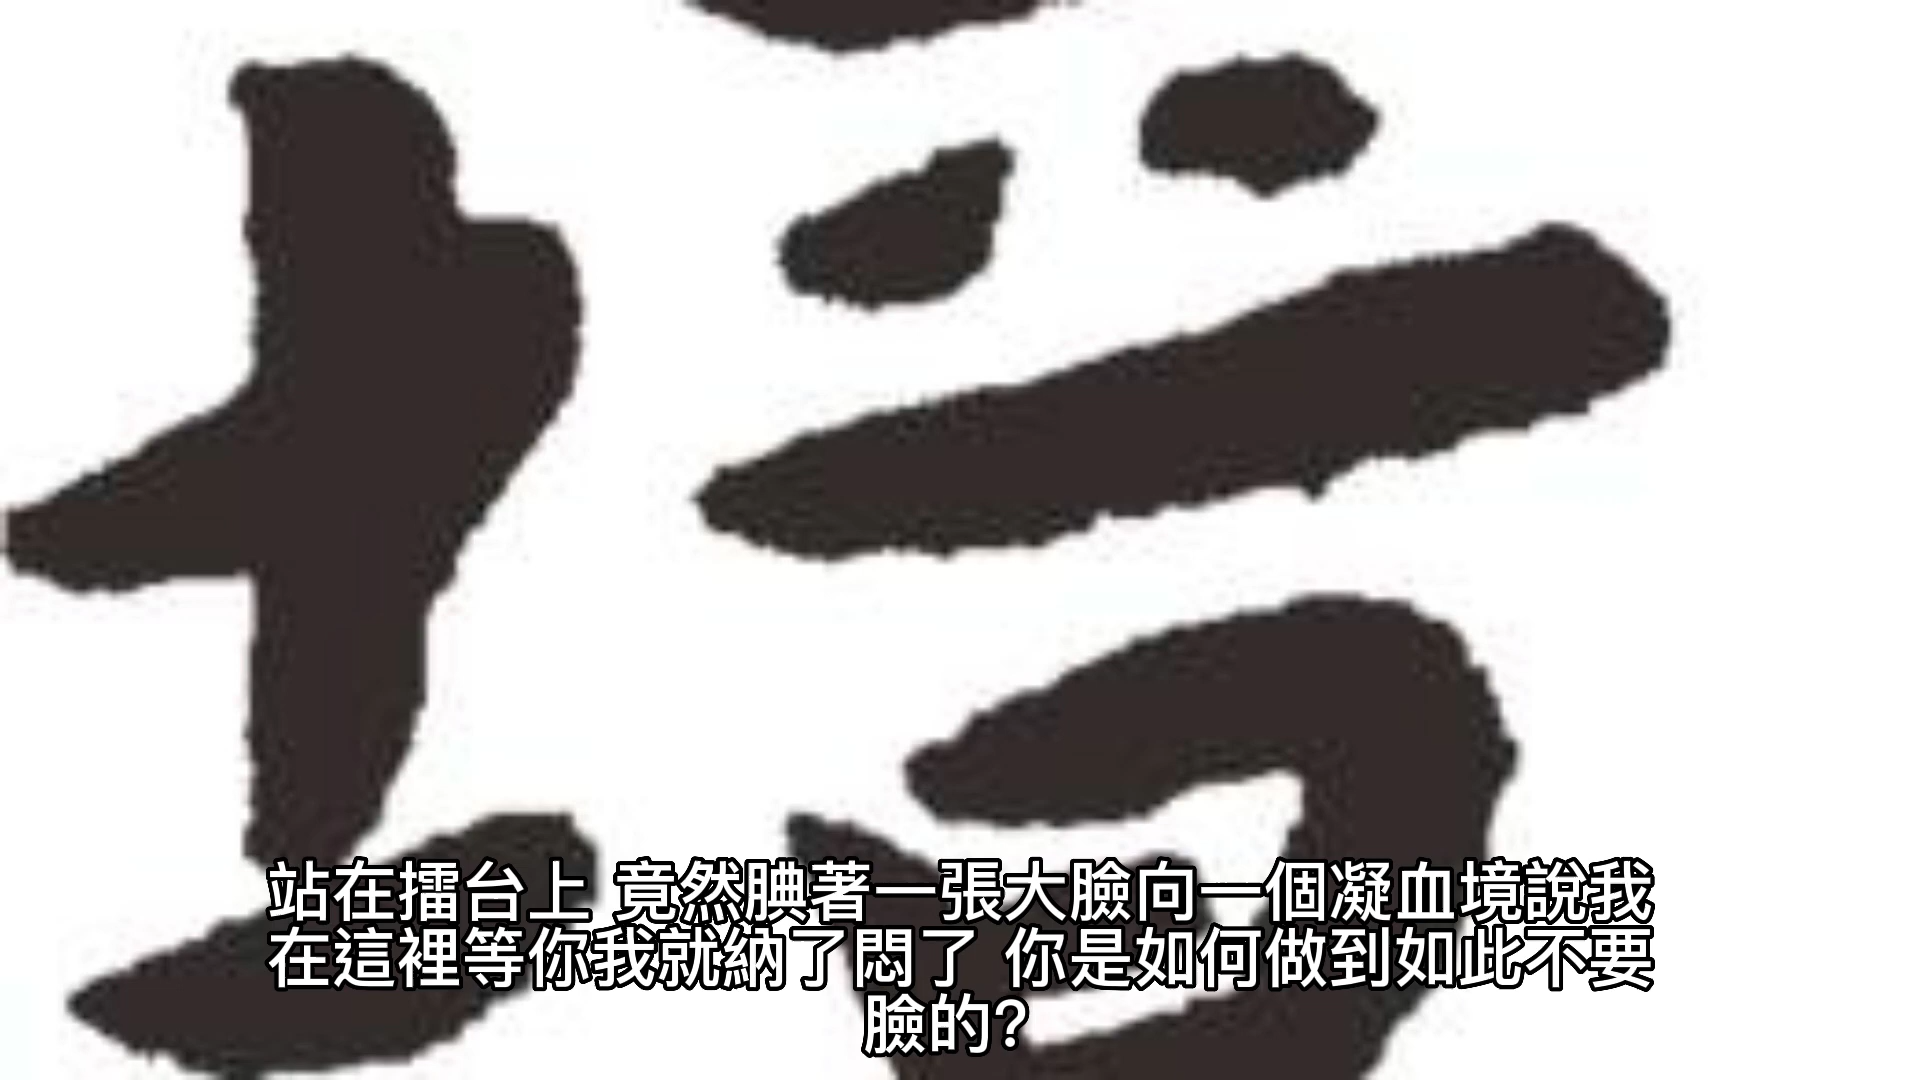 培
站在擂台上 竟然腆著一張大臉向一個凝血境說我
在這裡等你我就納了悶了 你是如何做到如此不要
臉的?